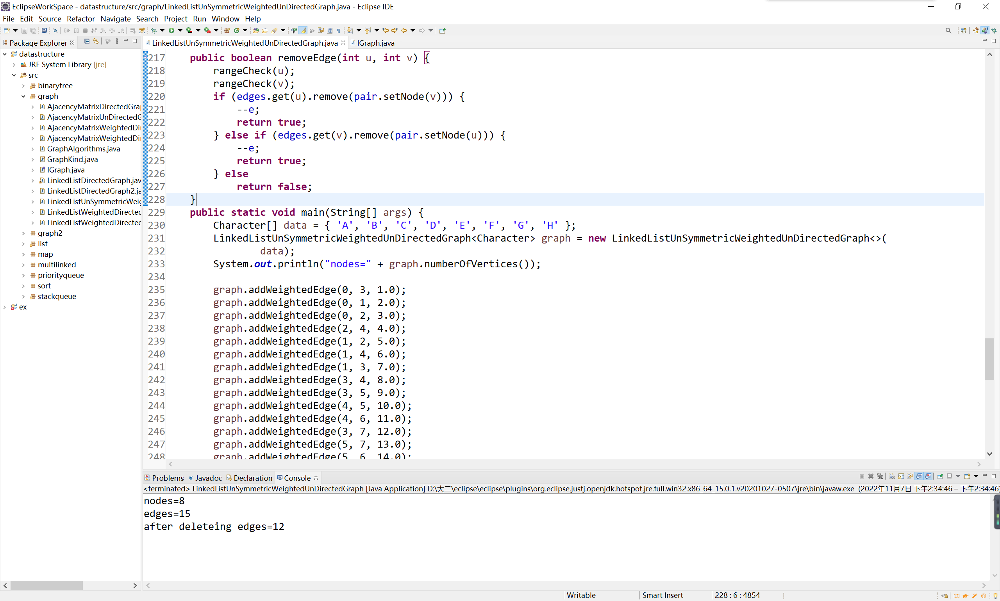 EclipseWorkSpace - datastructure/src/graph/LinkedListUnSymmetricWeightedUnDirectedGraph.java - Eclipse IDE
File Edit Source Refactor Navigate Search Project Run Window Help
Package Explorer
datastructure
JRE System Library [jre]
src
binarytree
graph
AjacencyMatrixDirectedGra
AjacencyMatrixUnDirectedG
AjacencyMatrixWeightedDi
AjacencyMatrixWeightedDi
GraphAlgorithms.java
GraphKind.java
IGraph.java
LinkedListDirectedGraph.jav
LinkedListDirectedGraph2.ja
LinkedListUnSymmetricWeig
LinkedListWeightedDirected
LinkedListWeightedDirected
graph2
list
map
multilinked
priorityqueue
sort
stackqueue
ex
LinkedListUnSymmetricWeightedUnDirectedGraph.java IGraph.java
217 public boolean removeEdge(int u, int v) {
218 rangeCheck(u);
219 rangeCheck(v);
220 if (edges.get(u).remove(pair.setNode(v))) {
221 --e;
222 return true;
223 } else if (edges.get(v).remove(pair.setNode(u))) {
224 --e;
225 return true;
226 } else
227 return false;
228 }
229 public static void main(String[] args) {
230 Character[] data = { 'A', 'B', 'C', 'D', 'E', 'F', 'G', 'H' };
231 LinkedListUnSymmetricWeightedUnDirectedGraph<Character> graph = new LinkedListUnSymmetricWeightedUnDirectedGraph<>(
232 data);
233 System.out.println("nodes=" + graph.numberOfVertices());
234
235 graph.addWeightedEdge(0, 3, 1.0);
236 graph.addWeightedEdge(0, 1, 2.0);
237 graph.addWeightedEdge(0, 2, 3.0);
238 graph.addWeightedEdge(2, 4, 4.0);
239 graph.addWeightedEdge(1, 2, 5.0);
240 graph.addWeightedEdge(1, 4, 6.0);
241 graph.addWeightedEdge(1, 3, 7.0);
242 graph.addWeightedEdge(3, 4, 8.0);
243 graph.addWeightedEdge(3, 5, 9.0);
244 graph.addWeightedEdge(4, 5, 10.0);
245 graph.addWeightedEdge(4, 6, 11.0);
246 graph.addWeightedEdge(3, 7, 12.0);
247 graph.addWeightedEdge(5, 7, 13.0);
248 graph.addWeightedEdge(5, 6, 14.0);
Problems Javadoc Declaration Console
<terminated> LinkedListUnSymmetricWeightedUnDirectedGraph [Java Application] D:\大二\eclipse\eclipse\plugins\org.eclipse.justj.openjdk.hotspot.jre.full.win32.x86_64_15.0.1.v20201027-0507\jre\bin\javaw.exe (2022年11月7日 下午2:34:46 – 下午2:34:46)
nodes=8
edges=15
after deleteing edges=12
Writable Smart Insert 228 : 6 : 4854